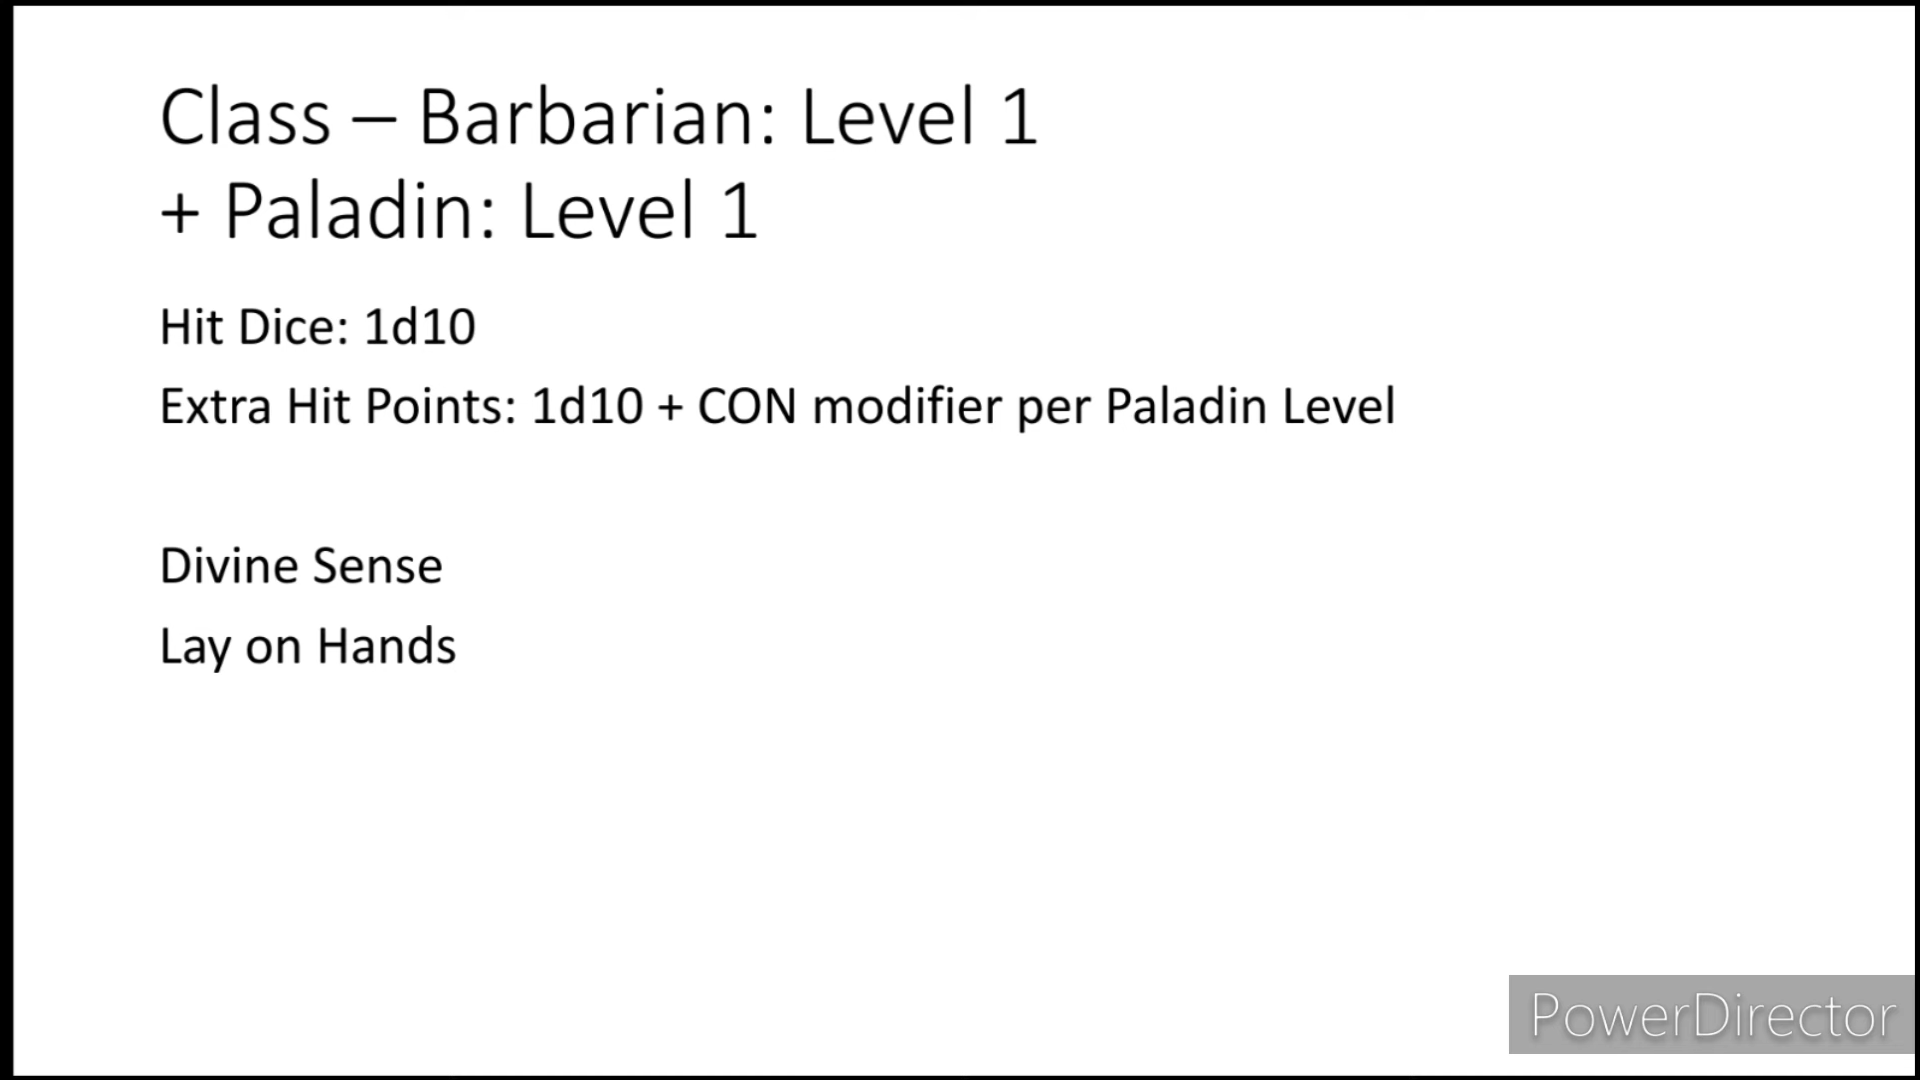 Class – Barbarian: Level 1
+ Paladin: Level 1
Hit Dice: 1d10
Extra Hit Points: 1d10 + CON modifier per Paladin Level
Divine Sense
Lay on Hands
PowerDirector